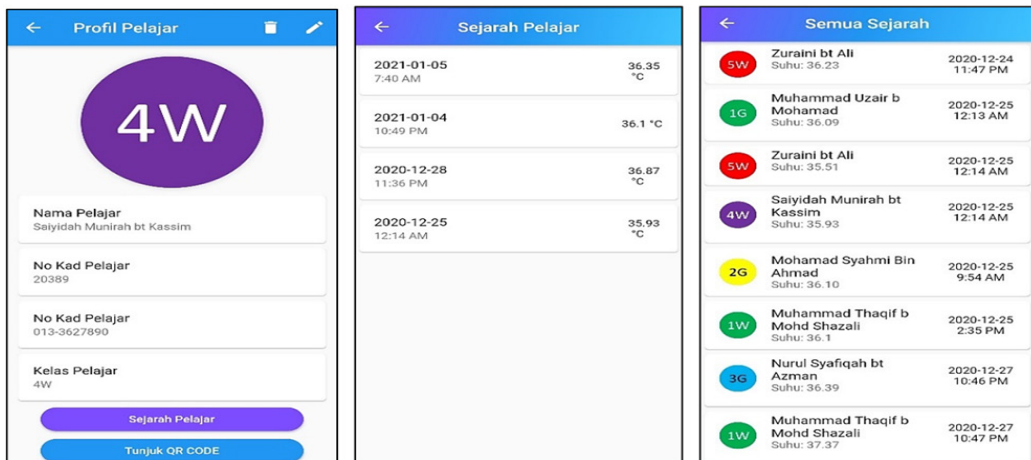 Profil Pelajar
4W
Nama Pelajar
Saiyidah Munirah bt Kassim
No Kad Pelajar
20389
No Kad Pelajar
013-3627890
Kelas Pelajar
4W
Sejarah Pelajar
Tunjuk QR CODE
Sejarah Pelajar
2021-01-05
7:40 AM
36.35
°C
2021-01-04
10:49 PM
36.1 °C
2020-12-28
11:36 PM
36.87
°C
2020-12-25
12:14 AM
35.93
°C
Semua Sejarah
5W
Zuraini bt Ali
Suhu: 36.23
2020-12-24
11:47 PM
1G
Muhammad Uzair b
Mohamad
Suhu: 36.09
2020-12-25
12:13 AM
5W
Zuraini bt Ali
Suhu: 35.51
2020-12-25
12:14 AM
4W
Saiyidah Munirah bt
Kassim
Suhu: 35.93
2020-12-25
12:14 AM
2G
Mohamad Syahmi Bin
Ahmad
Suhu: 36.10
2020-12-25
9:54 AM
1W
Muhammad Thaqif b
Mohd Shazali
Suhu: 36.1
2020-12-25
2:35 PM
3G
Nurul Syafiqah bt
Azman
Suhu: 36.39
2020-12-27
10:46 PM
1W
Muhammad Thaqif b
Mohd Shazali
Suhu: 37.37
2020-12-27
10:47 PM